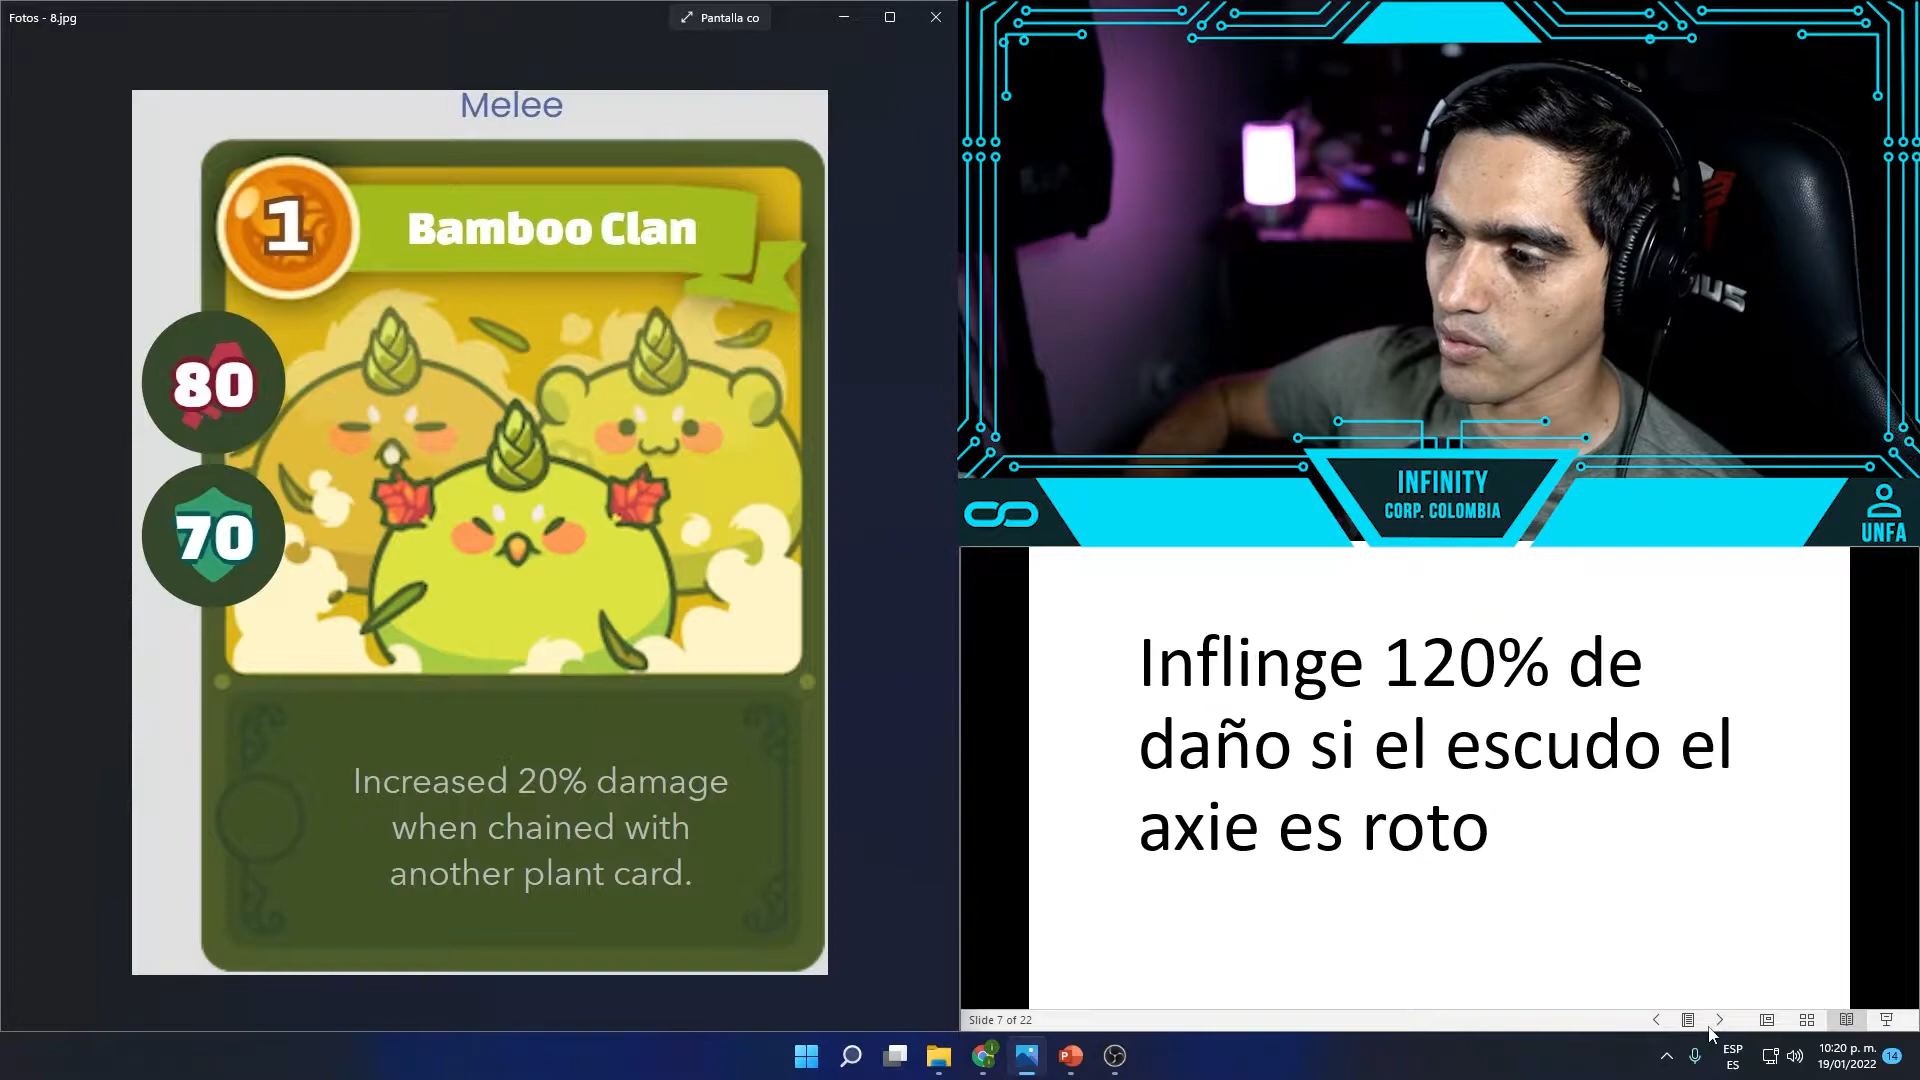 Fotos - 8.jpg
Pantalla co
Melee
1
Bamboo Clan
80
70
Increased 20% damage
when chained with
another plant card.
INFINITY
CORP. COLOMBIA
UNFA
Inflinge 120% de
daño si el escudo el
axie es roto
Slide 7 of 22
ESP
ES
10:20 p. m.
19/01/2022
14